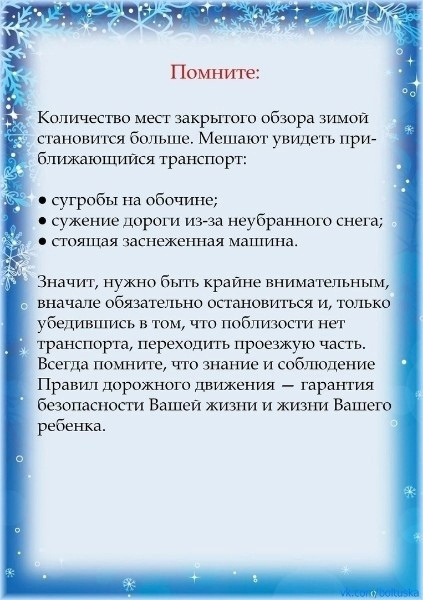 Помните:
Количество мест закрытого обзора зимой
становится больше. Мешают увидеть при-
ближающийся транспорт:
● сугробы на обочине;
● сужение дороги из-за неубранного снега;
● стоящая заснеженная машина.
Значит, нужно быть крайне внимательным,
вначале обязательно остановиться и, только
убедившись в том, что поблизости нет
транспорта, переходить проезжую часть.
Всегда помните, что знание и соблюдение
Правил дорожного движения — гарантия
безопасности Вашей жизни и жизни Вашего
ребенка.